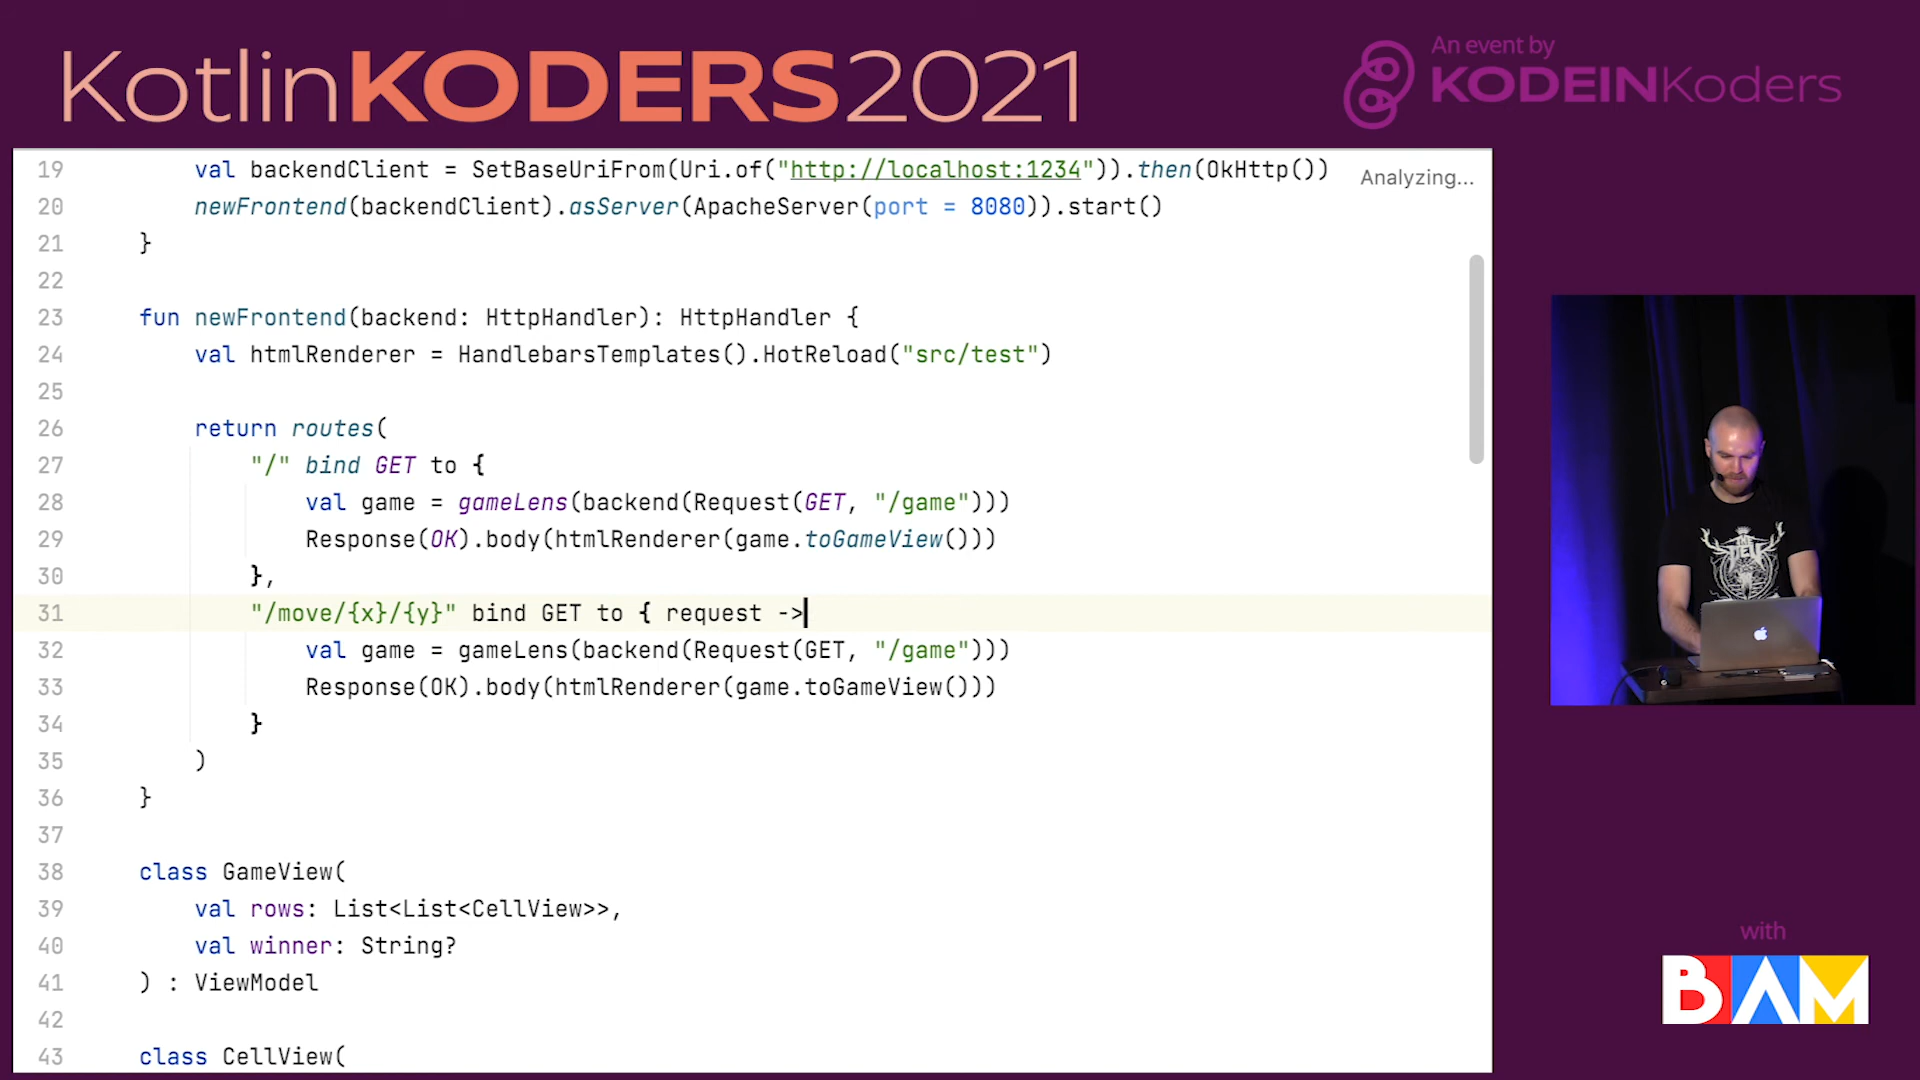 KotlinKODERS2021
An event by
KODEINKoders
19 val backendClient = SetBaseUriFrom(Uri.of("http://localhost:1234")).then(OkHttp())
Analyzing...
20 newFrontend(backendClient).asServer(ApacheServer(port = 8080)).start()
21 }
22
23 fun newFrontend(backend: HttpHandler): HttpHandler {
24 val htmlRenderer = HandlebarsTemplates().HotReload("src/test")
25
26 return routes(
27 "/" bind GET to {
28 val game = gameLens(backend(Request(GET, "/game")))
29 Response(OK).body(htmlRenderer(game.toGameView()))
30 },
31 "/move/{x}/{y}" bind GET to { request ->
32 val game = gameLens(backend(Request(GET, "/game")))
33 Response(OK).body(htmlRenderer(game.toGameView()))
34 }
35 )
36 }
37
38 class GameView(
39 val rows: List<List<CellView>>,
40 val winner: String?
41 ) : ViewModel
42
43 class CellView(
with
BAM